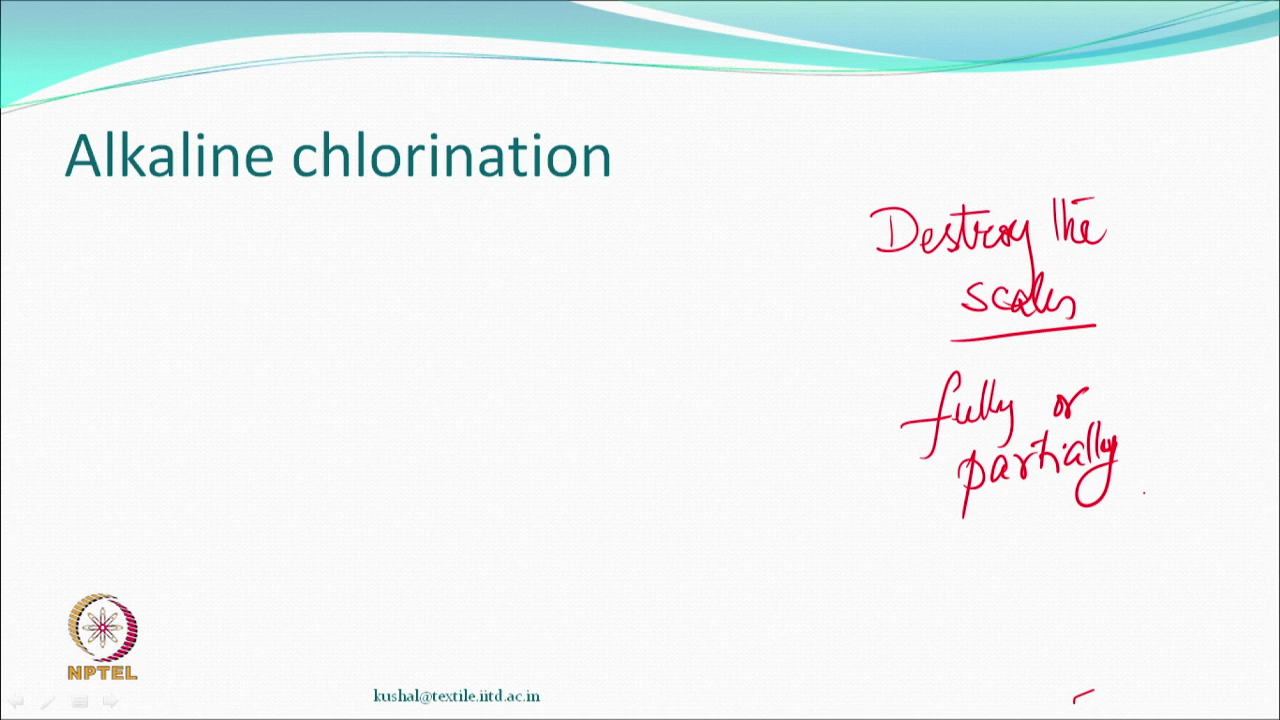 Alkaline chlorination
Destroy the
scales
fully or
partially
NPTEL
kushal@textile.iitd.ac.in